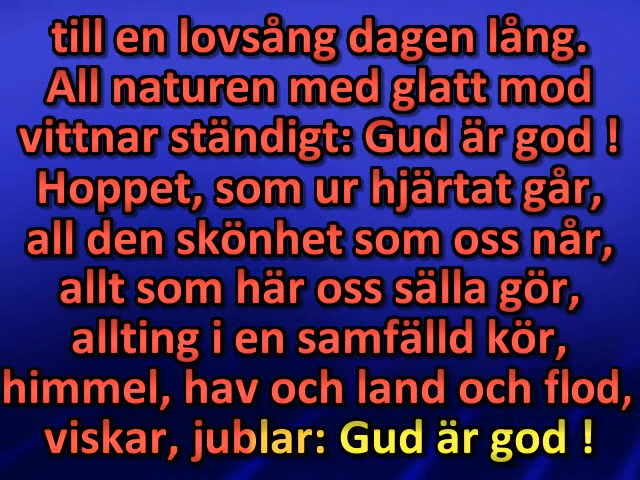 till en lovsång dagen lång.
All naturen med glatt mod
vittnar ständigt: Gud är god !
Hoppet, som ur hjärtat går,
all den skönhet som oss når,
allt som här oss sälla gör,
allting i en samfälld kör,
himmel, hav och land och flod,
viskar, jublar: Gud är god !